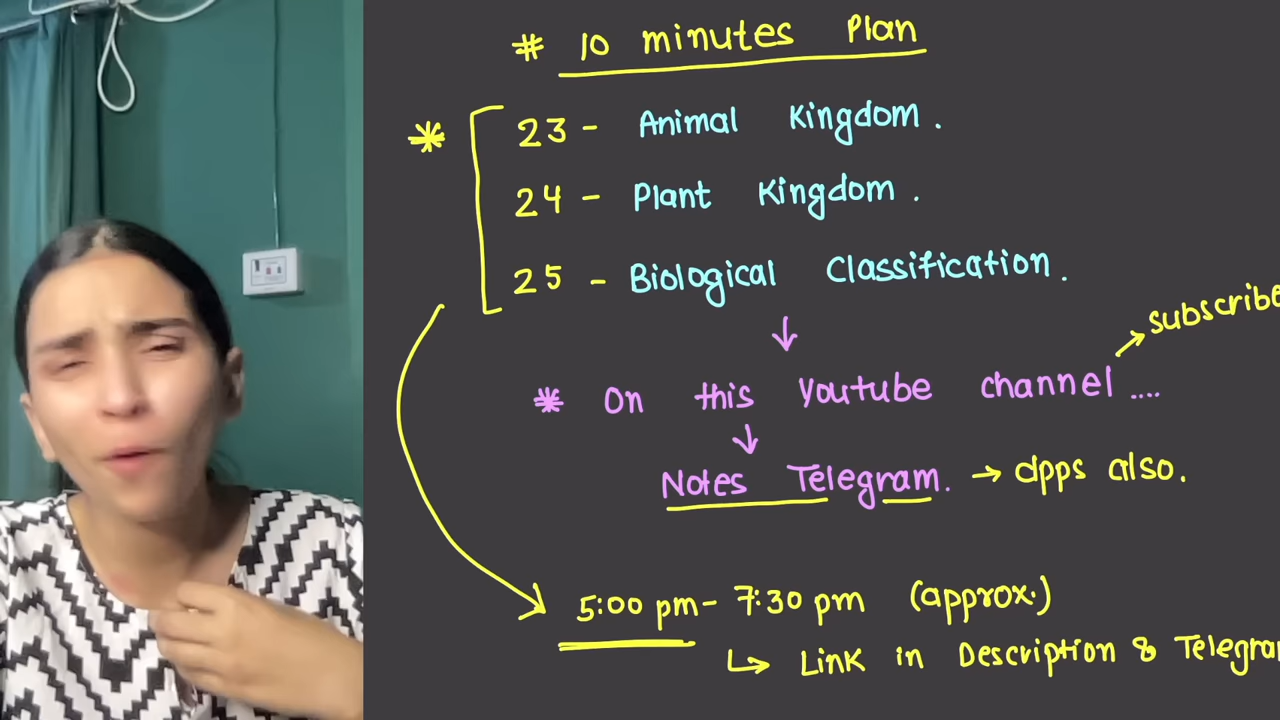 # 10 minutes Plan
* 23 - Animal Kingdom.
24 - Plant Kingdom.
25 - Biological Classification.
→ subscribe
* On this Youtube channel ....
Notes Telegram. → dpps also.
5:00 pm - 7:30 pm (approx.)
↳ Link in Description &